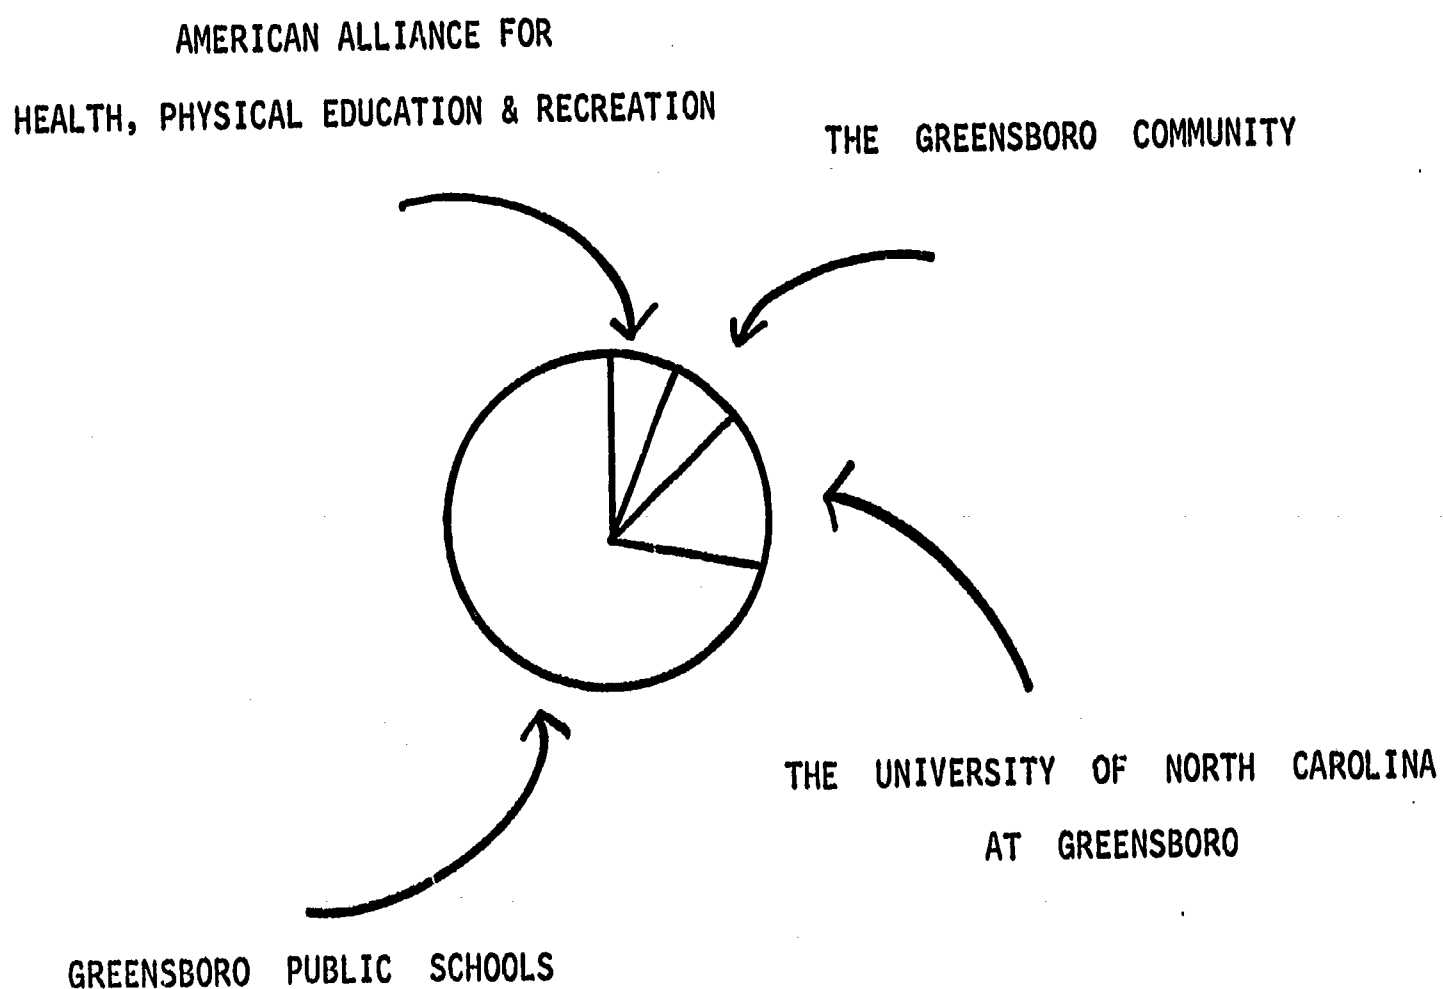 AMERICAN ALLIANCE FOR
HEALTH, PHYSICAL EDUCATION & RECREATION
THE GREENSBORO COMMUNITY
THE UNIVERSITY OF NORTH CAROLINA
AT GREENSBORO
GREENSBORO PUBLIC SCHOOLS